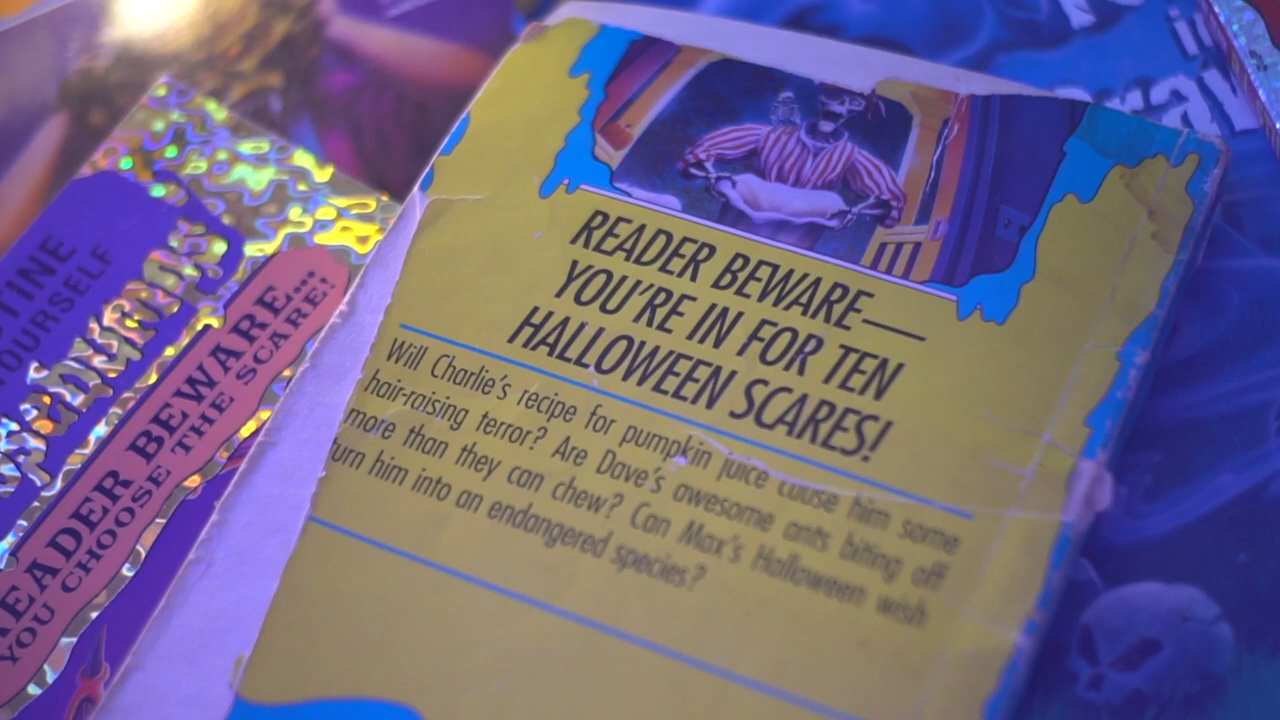 READER BEWARE—
YOU'RE IN FOR TEN
HALLOWEEN SCARES!
Will Charlie's recipe for pumpkin juice cause him some
hair-raising terror? Are Dave's awesome ants biting off
more than they can chew? Can Max's Halloween wish
turn him into an endangered species?
YOURSELF
READER BEWARE...
YOU CHOOSE THE SCARE!
in